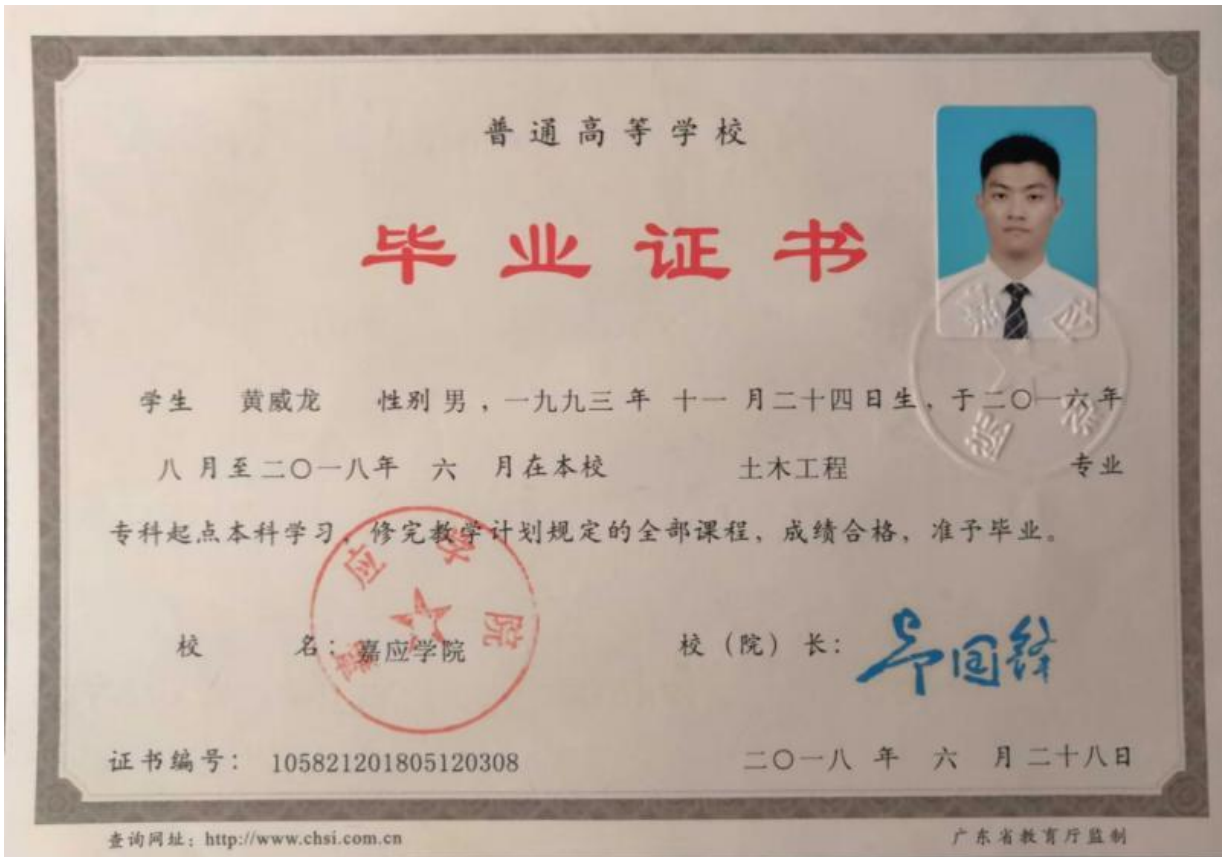 普通高等学校
毕业证书
学生 黄威龙 性别 男，一九九三年 十一 月二十四日生，于二〇一六年
八 月至二〇一八年 六 月在本校 土木工程 专业
专科起点本科学习，修完教学计划规定的全部课程，成绩合格，准予毕业。
校 名：嘉应学院 校（院）长：
嘉应学院
证书编号： 105821201805120308 二〇一八 年 六 月二十八日
查询网址：http://www.chsi.com.cn 广东省教育厅监制